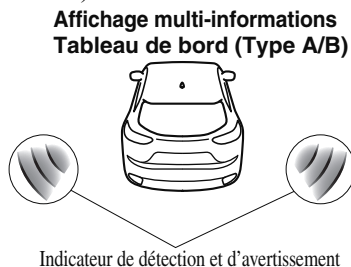 Affichage multi-informations
Tableau de bord (Type A/B)
Indicateur de détection et d'avertissement